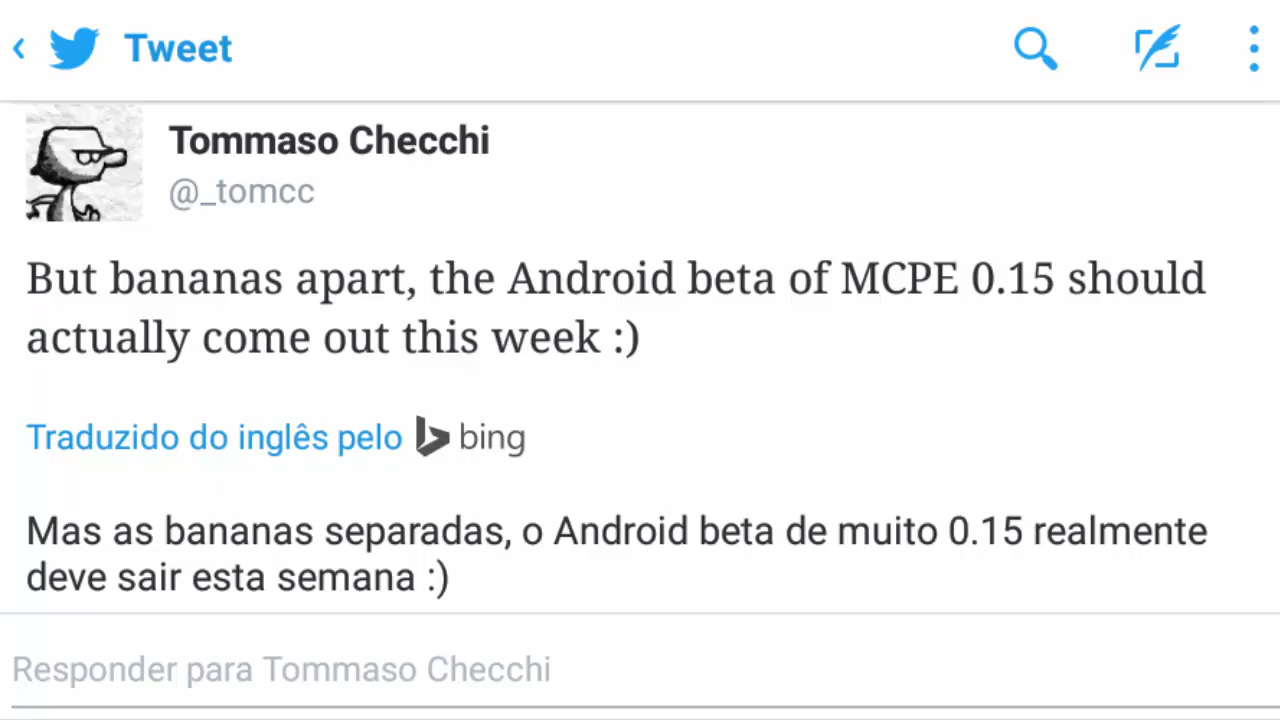 Tweet
Tommaso Checchi
@_tomcc
But bananas apart, the Android beta of MCPE 0.15 should
actually come out this week :)
Traduzido do inglês pelo bing
Mas as bananas separadas, o Android beta de muito 0.15 realmente
deve sair esta semana :)
Responder para Tommaso Checchi